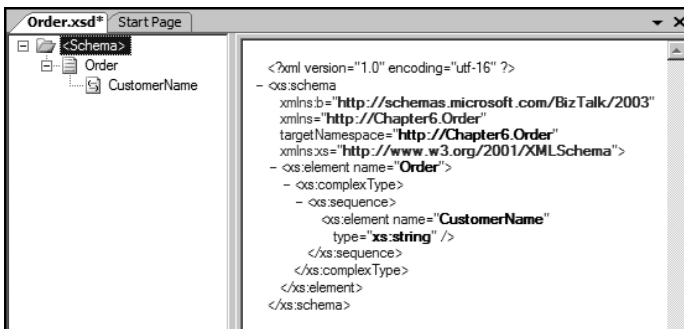 Order.xsd* Start Page
<Schema>
Order
CustomerName
<?xml version="1.0" encoding="utf-16" ?>
- <xs:schema
xmlns:b="http://schemas.microsoft.com/BizTalk/2003"
xmlns="http://Chapter6.Order"
targetNamespace="http://Chapter6.Order"
xmlns:xs="http://www.w3.org/2001/XMLSchema">
- <xs:element name="Order">
- <xs:complexType>
- <xs:sequence>
<xs:element name="CustomerName"
type="xs:string" />
</xs:sequence>
</xs:complexType>
</xs:element>
</xs:schema>